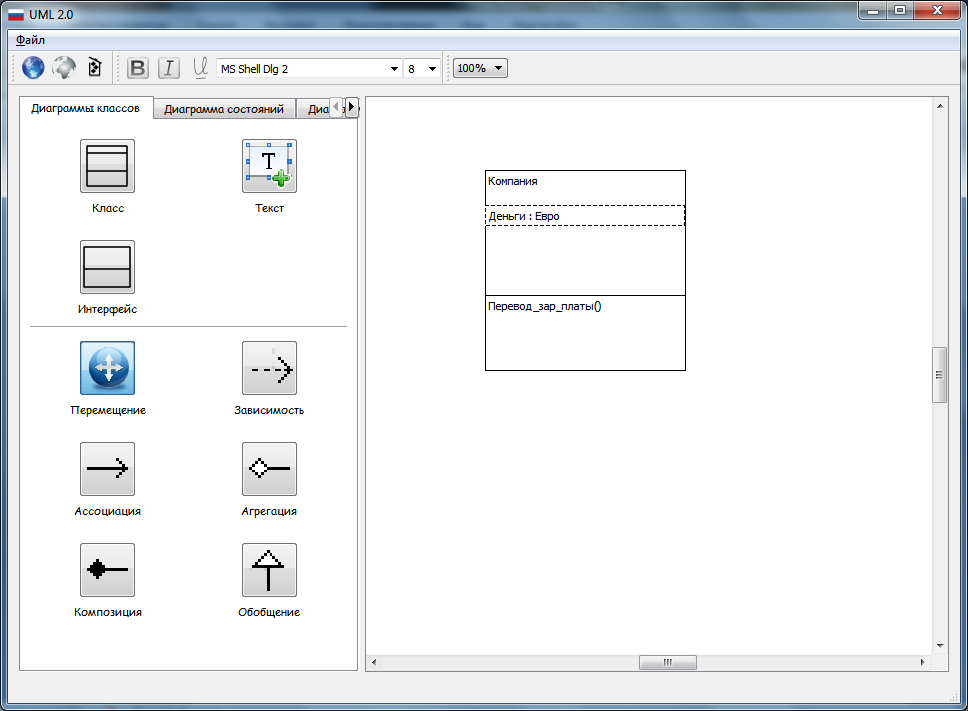 UML 2.0
Файл
B I U MS Shell Dlg 2 8 100%
Диаграммы классов Диаграмма состояний
Класс
T
Текст
Интерфейс
Перемещение
Зависимость
Ассоциация
Агрегация
Композиция
Обобщение
Компания
Деньги : Евро
Перевод_зар_платы()